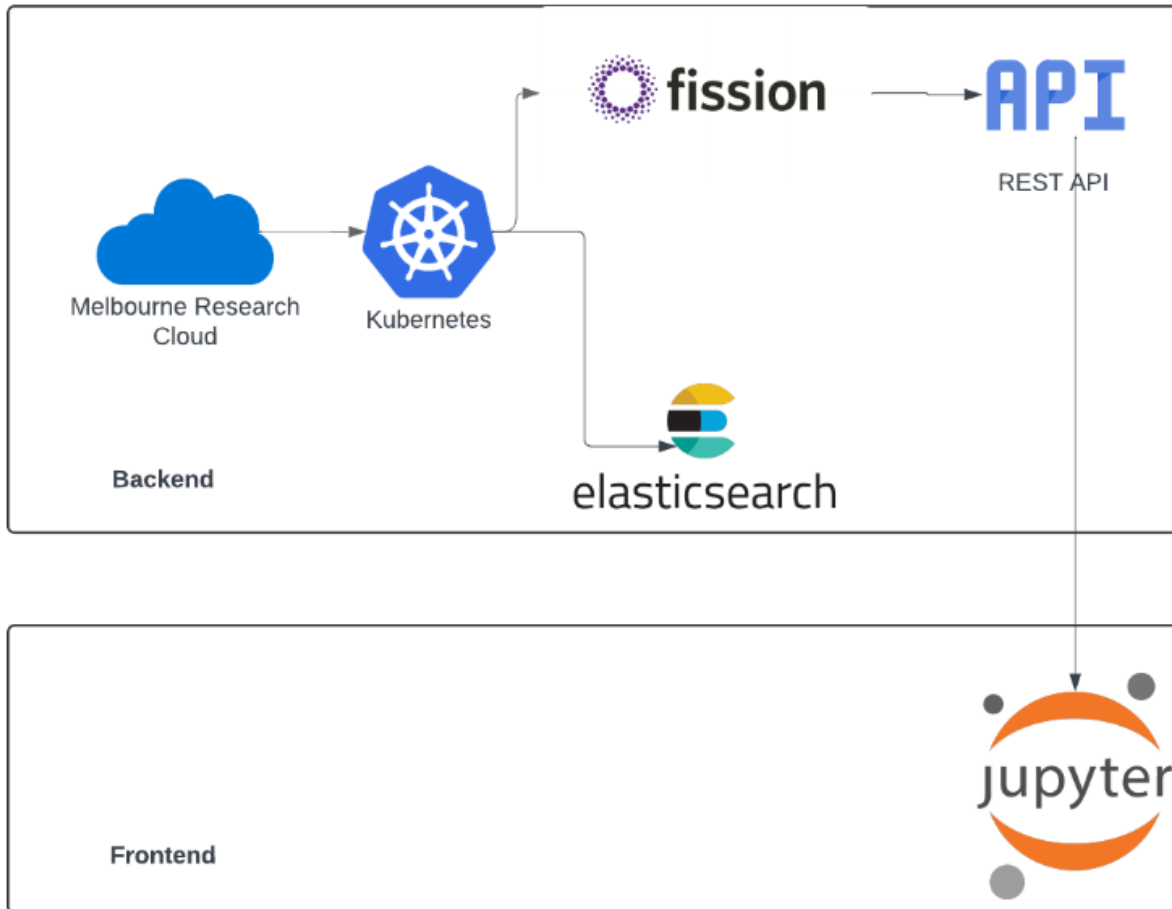 fission
API
REST API
Melbourne Research
Cloud
Kubernetes
Backend
elasticsearch
jupyter
Frontend